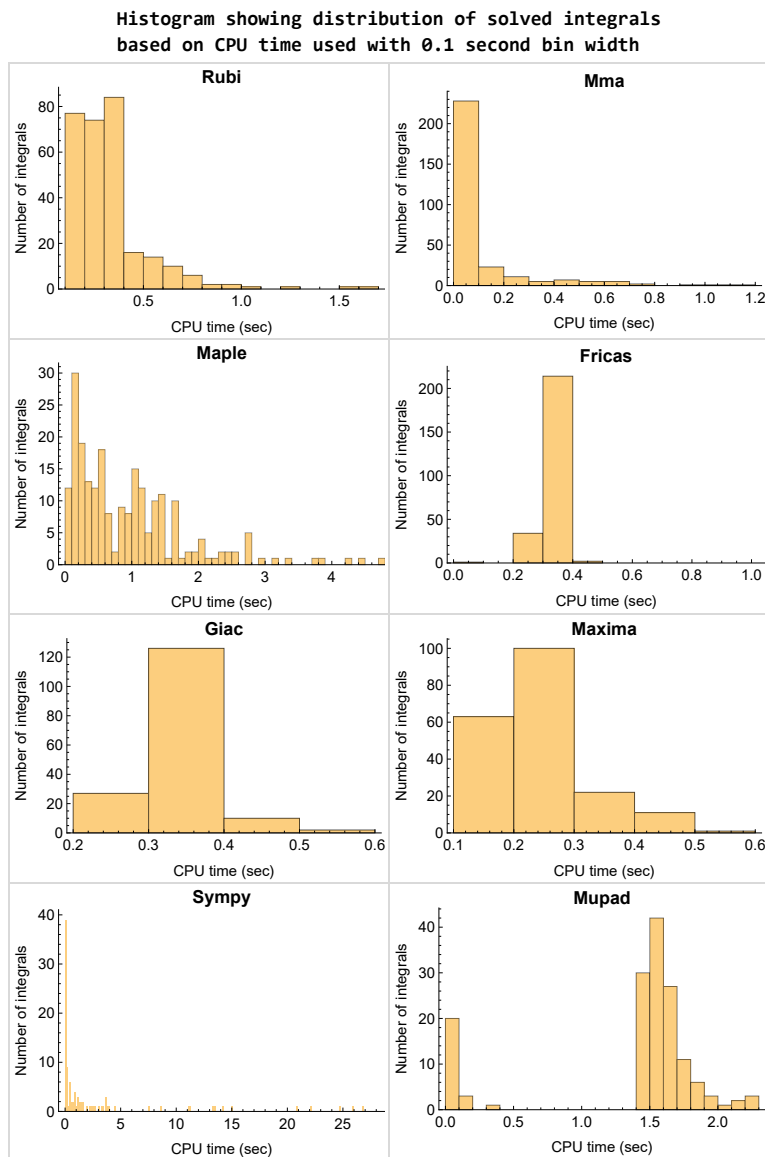 Histogram showing distribution of solved integrals
based on CPU time used with 0.1 second bin width
Rubi
Number of integrals
80
60
40
20
0
0.5 1.0 1.5
CPU time (sec)
Mma
Number of integrals
200
150
100
50
0
0.0 0.2 0.4 0.6 0.8 1.0 1.2
CPU time (sec)
Maple
Number of integrals
30
25
20
15
10
5
0
0 1 2 3 4
CPU time (sec)
Fricas
Number of integrals
200
150
100
50
0
0.0 0.2 0.4 0.6 0.8 1.0
CPU time (sec)
Giac
Number of integrals
120
100
80
60
40
20
0
0.2 0.3 0.4 0.5 0.6
CPU time (sec)
Maxima
Number of integrals
100
80
60
40
20
0
0.1 0.2 0.3 0.4 0.5 0.6
CPU time (sec)
Sympy
Number of integrals
40
30
20
10
0
0 5 10 15 20 25
CPU time (sec)
Mupad
Number of integrals
40
30
20
10
0
0.0 0.5 1.0 1.5 2.0
CPU time (sec)